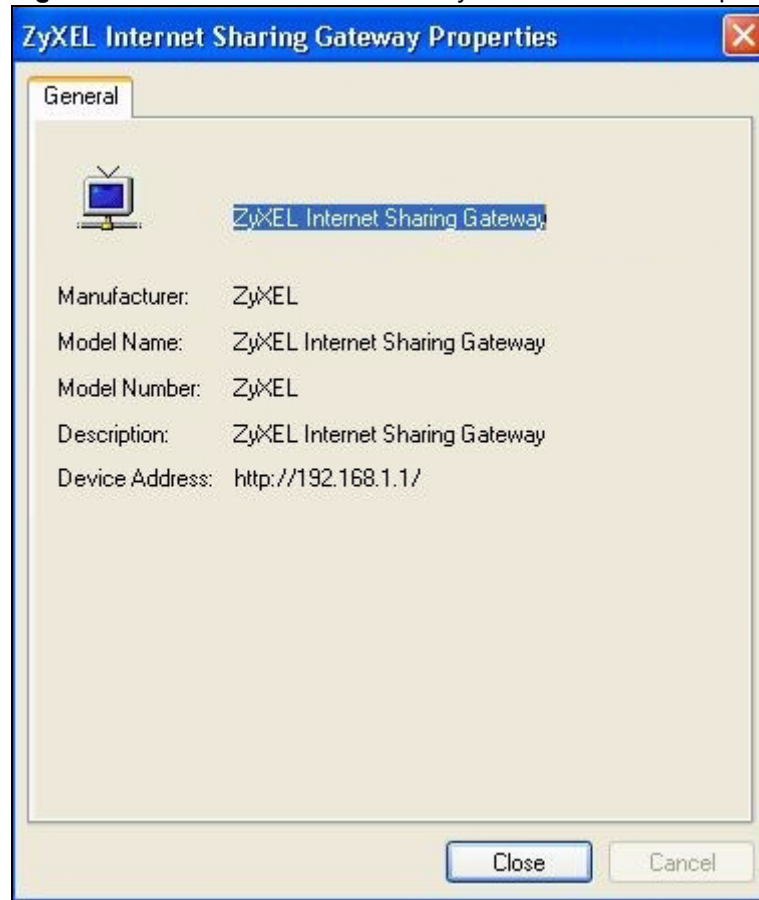 ZyXEL Internet Sharing Gateway Properties
General
ZyXEL Internet Sharing Gateway
Manufacturer: ZyXEL
Model Name: ZyXEL Internet Sharing Gateway
Model Number: ZyXEL
Description: ZyXEL Internet Sharing Gateway
Device Address: http://192.168.1.1/
Close Cancel